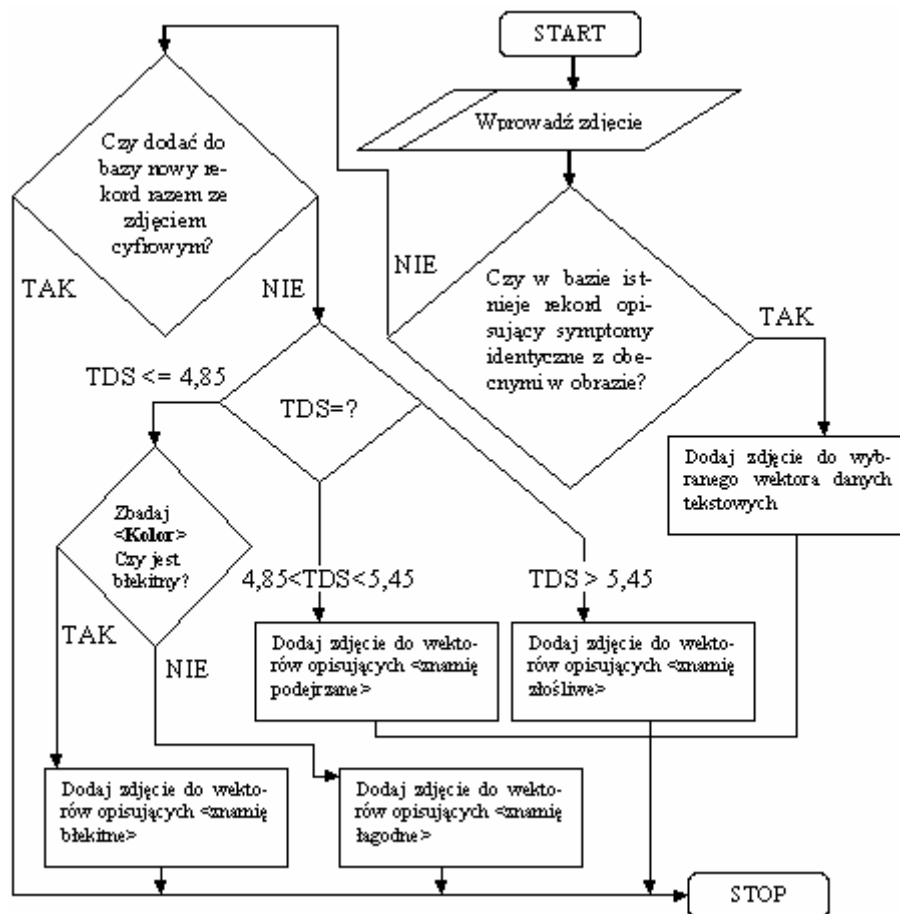 START
Wprowadź zdjęcie
Czy dodać do
bazy nowy re-
kord razem ze
zdjęciem
cyfrowym?
TAK
NIE
Czy w bazie ist-
nieje rekord opi-
sujący symptomy
identyczne z obe-
cnymi w obrazie?
NIE
TAK
Dodaj zdjęcie do wyb-
ranego wektora danych
tekstowych
TDS=?
TDS <= 4,85
4,85<TDS<5,45
TDS > 5,45
Zbadaj
<Kolor>
Czy jest
błekitny?
TAK
NIE
Dodaj zdjęcie do wekto-
rów opisujących <znamię
podejrzane>
Dodaj zdjęcie do wekto-
rów opisujących <znamię
złośliwe>
Dodaj zdjęcie do wekto-
rów opisujących <znamię
błekitne>
Dodaj zdjęcie do wekto-
rów opisujących <znamię
łagodne>
STOP